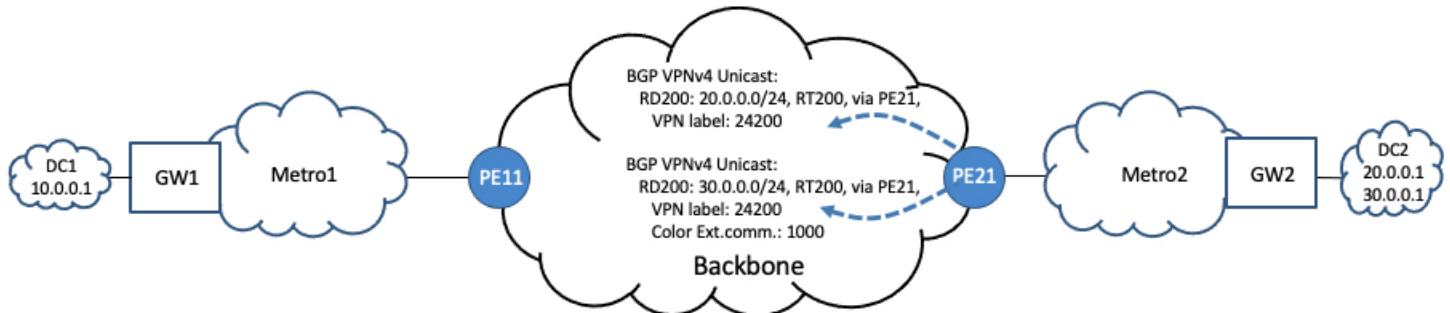 BGP VPNv4 Unicast:
RD200: 20.0.0.0/24, RT200, via PE21,
VPN label: 24200
DC1
10.0.0.1
GW1
Metro1
PE11
BGP VPNv4 Unicast:
RD200: 30.0.0.0/24, RT200, via PE21,
VPN label: 24200
Color Ext.comm.: 1000
Backbone
PE21
Metro2
GW2
DC2
20.0.0.1
30.0.0.1